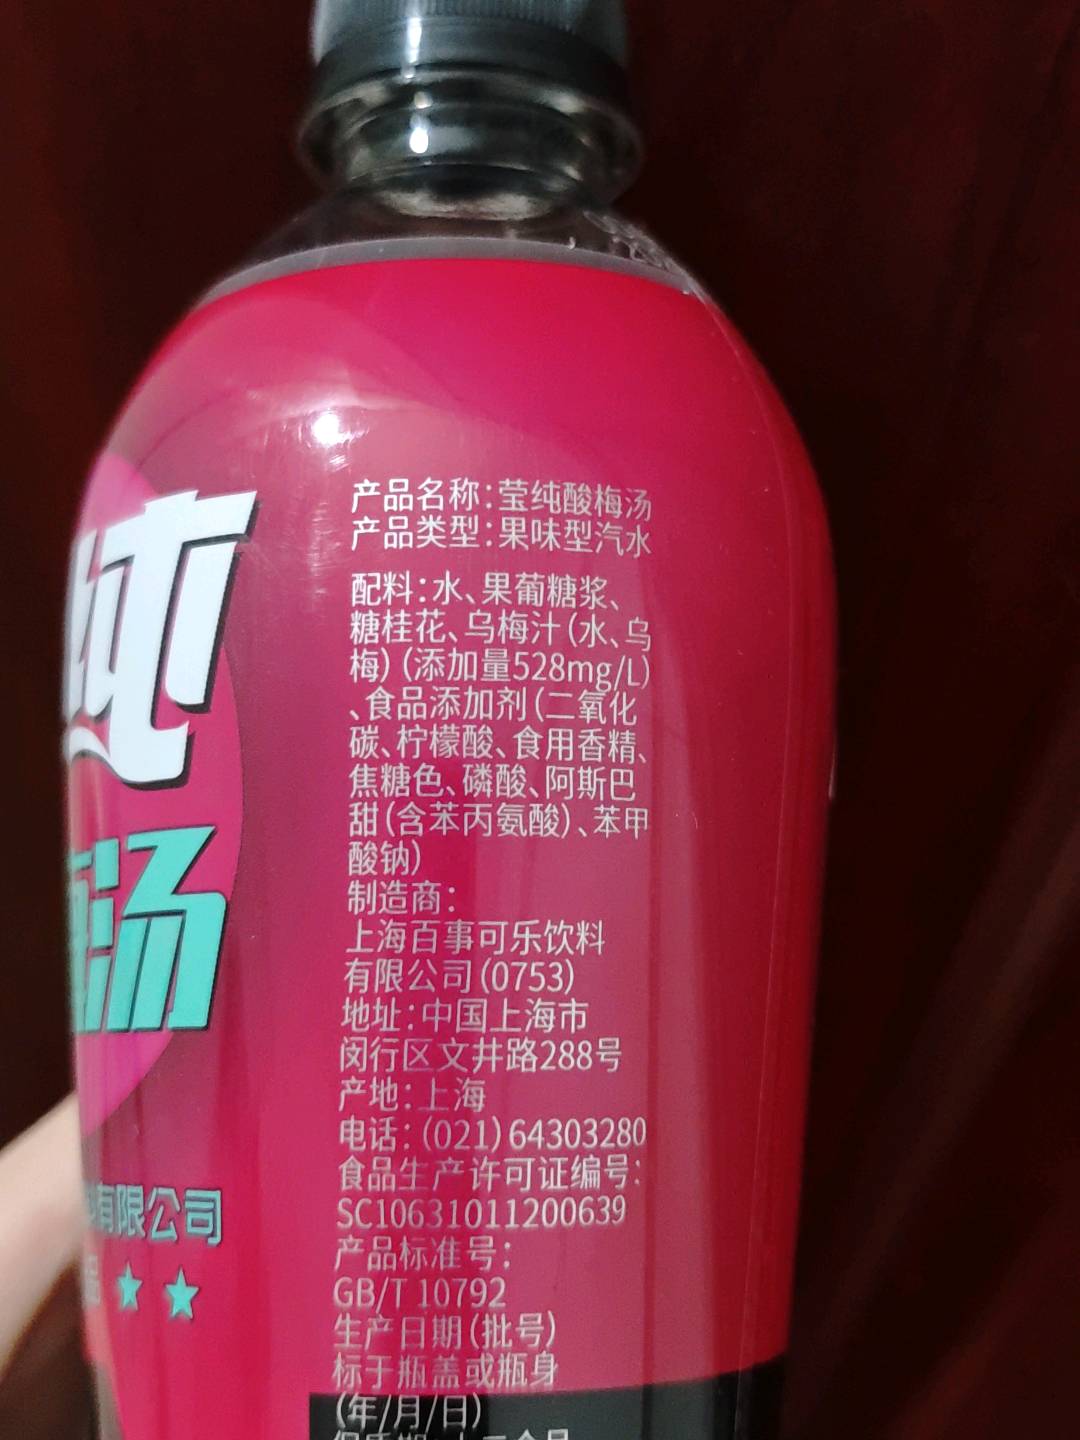 纯
汤
有限公司
产品名称：莹纯酸梅汤
产品类型：果味型汽水
配料：水、果葡糖浆、
糖桂花、乌梅汁（水、乌
梅）（添加量528mg/L）
、食品添加剂（二氧化
碳、柠檬酸、食用香精、
焦糖色、磷酸、阿斯巴
甜（含苯丙氨酸）、苯甲
酸钠）
制造商：
上海百事可乐饮料
有限公司(0753)
地址：中国上海市
闵行区文井路288号
产地：上海
电话：(021) 64303280
食品生产许可证编号：
SC10631011200639
产品标准号：
GB/T 10792
生产日期（批号）
标于瓶盖或瓶身
(年/月/日)